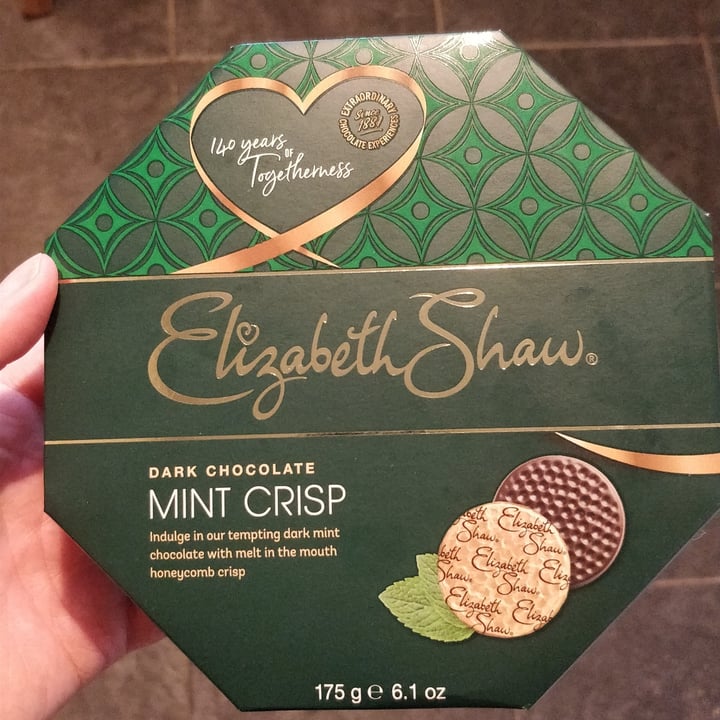 140 years
OF
Togetherness
EXTRAORDINARY
Since
1881
CHOCOLATE EXPERIENCES
Elizabeth Shaw®
DARK CHOCOLATE
MINT CRISP
Indulge in our tempting dark mint
chocolate with melt in the mouth
honeycomb crisp
Elizabeth
Shaw
Elizabeth
Shaw
Elizabeth
Shaw
Eliz
Elizabeth
Shaw
175 g ℮ 6.1 oz